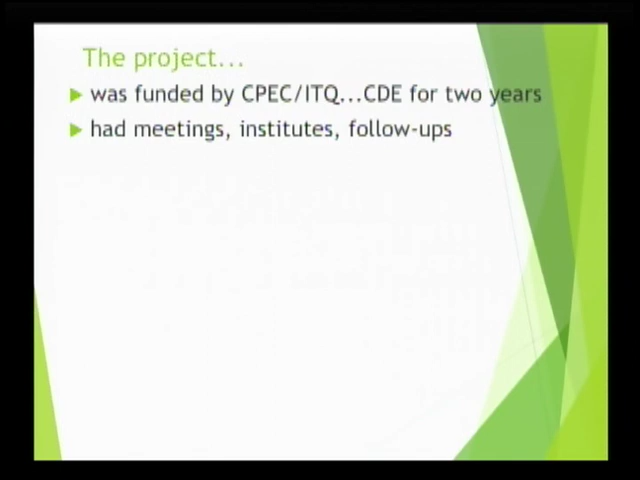 The project...
was funded by CPEC/ITQ...CDE for two years
had meetings, institutes, follow-ups